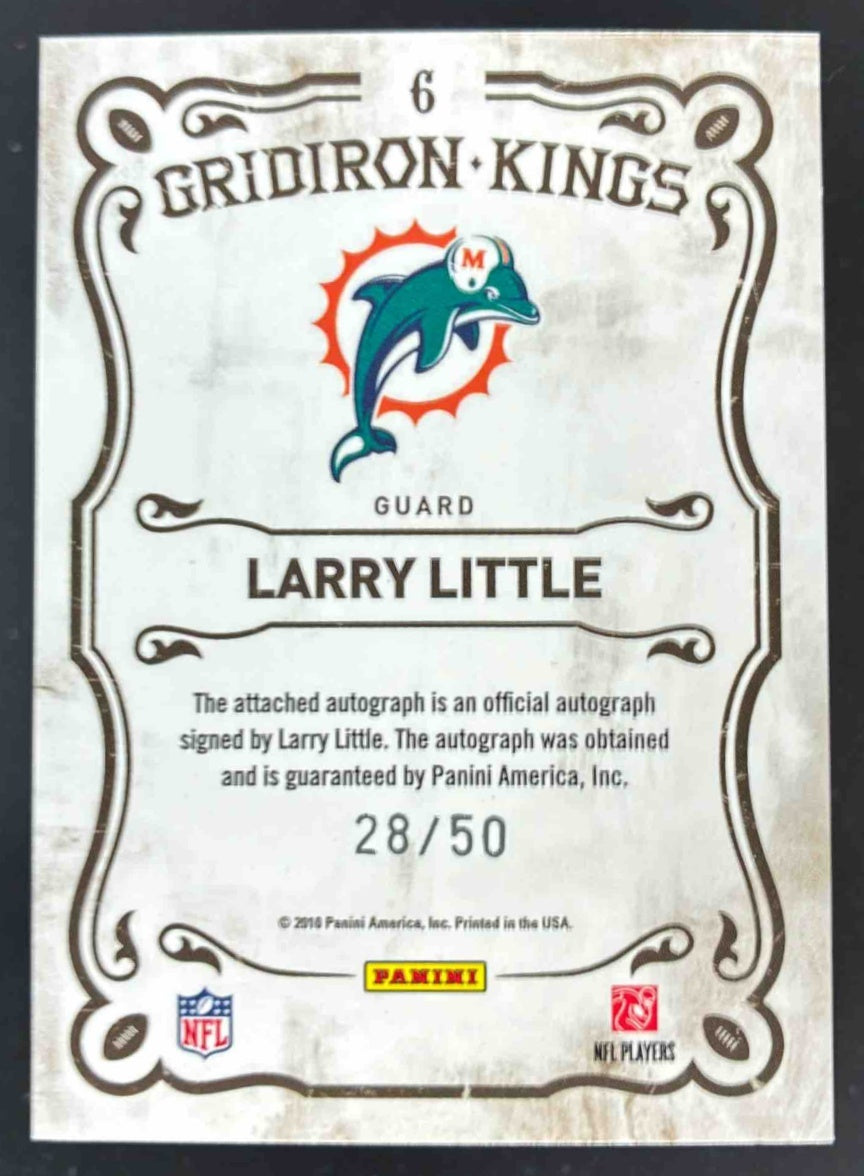 6
GRIDIRON · KINGS
M
GUARD
LARRY LITTLE
The attached autograph is an official autograph
signed by Larry Little. The autograph was obtained
and is guaranteed by Panini America, Inc.
28/50
© 2010 Panini America, Inc. Printed in the USA.
PANINI
NFL
NFL PLAYERS